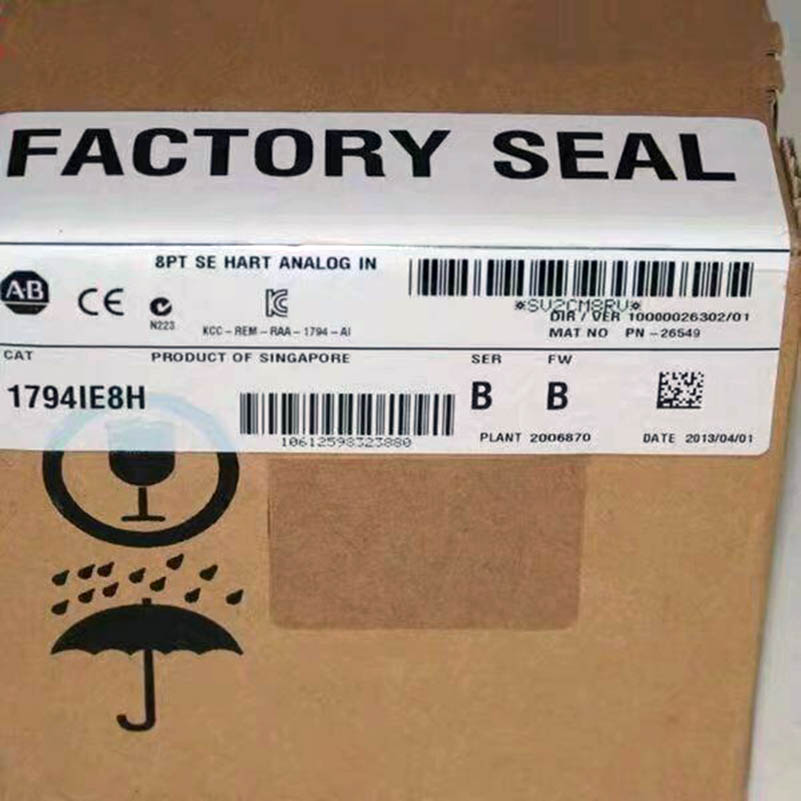 FACTORY SEAL
8PT SE HART ANALOG IN
A-B
CE
N223
KCC-REM-RAA-1794-AI
*SV2CM8RV*
DIR / VER 10000026302/01
MAT NO PN-26549
CAT
PRODUCT OF SINGAPORE
SER
FW
1794IE8H
B
B
10612598323880
PLANT 2006870
DATE 2013/04/01